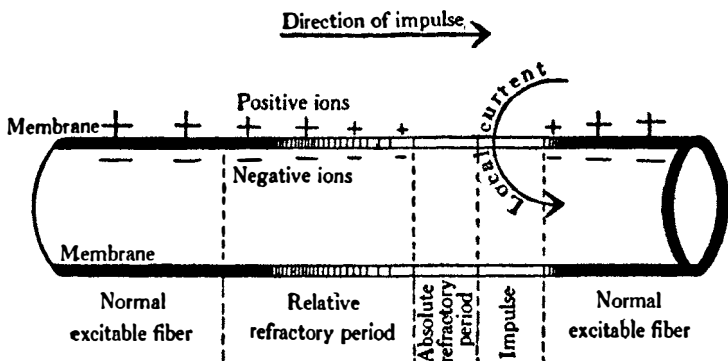 Direction of impulse
Local current
Positive ions
Membrane
+ + + + + + + + +
− − − − − − − − −
Negative ions
Membrane
Normal
excitable fiber
Relative
refractory period
Absolute
refractory
period
Impulse
Normal
excitable fiber